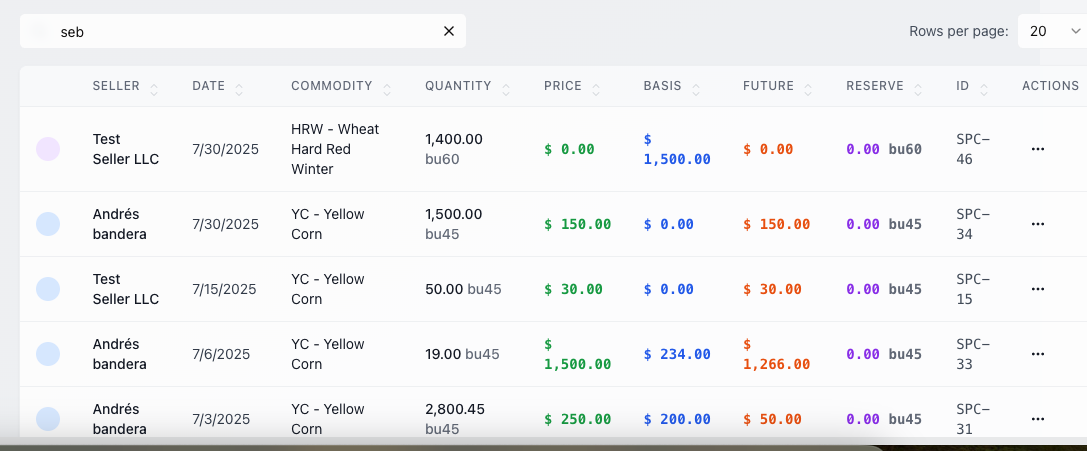 seb
Rows per page: 20
SELLER DATE COMMODITY QUANTITY PRICE BASIS FUTURE RESERVE ID ACTIONS
Test Seller LLC 7/30/2025 HRW - Wheat Hard Red Winter 1,400.00 bu60 $ 0.00 $ 1,500.00 $ 0.00 0.00 bu60 SPC-46
Andrés bandera 7/30/2025 YC - Yellow Corn 1,500.00 bu45 $ 150.00 $ 0.00 $ 150.00 0.00 bu45 SPC-34
Test Seller LLC 7/15/2025 YC - Yellow Corn 50.00 bu45 $ 30.00 $ 0.00 $ 30.00 0.00 bu45 SPC-15
Andrés bandera 7/6/2025 YC - Yellow Corn 19.00 bu45 $ 1,500.00 $ 234.00 $ 1,266.00 0.00 bu45 SPC-33
Andrés bandera 7/3/2025 YC - Yellow Corn 2,800.45 bu45 $ 250.00 $ 200.00 $ 50.00 0.00 bu45 SPC-31